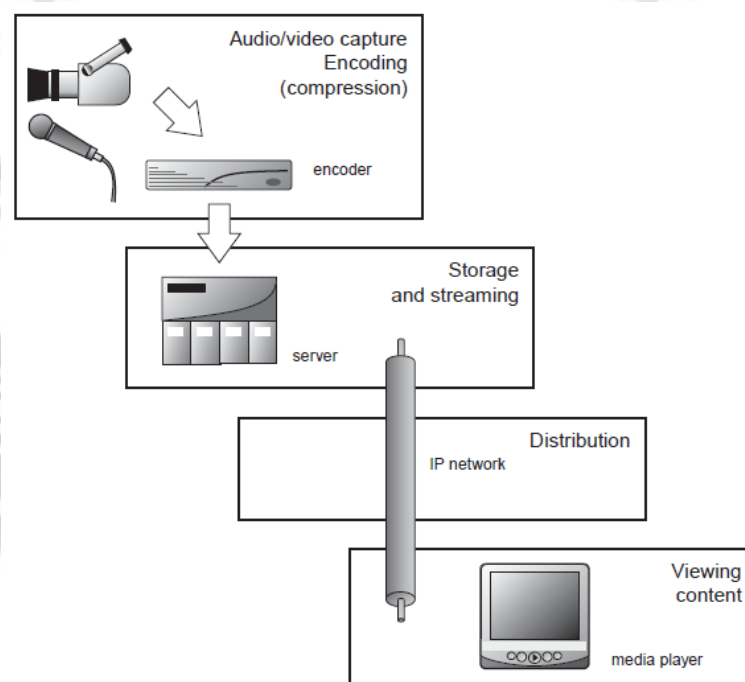 Audio/video capture
Encoding
(compression)
encoder
Storage
and streaming
server
Distribution
IP network
Viewing
content
media player